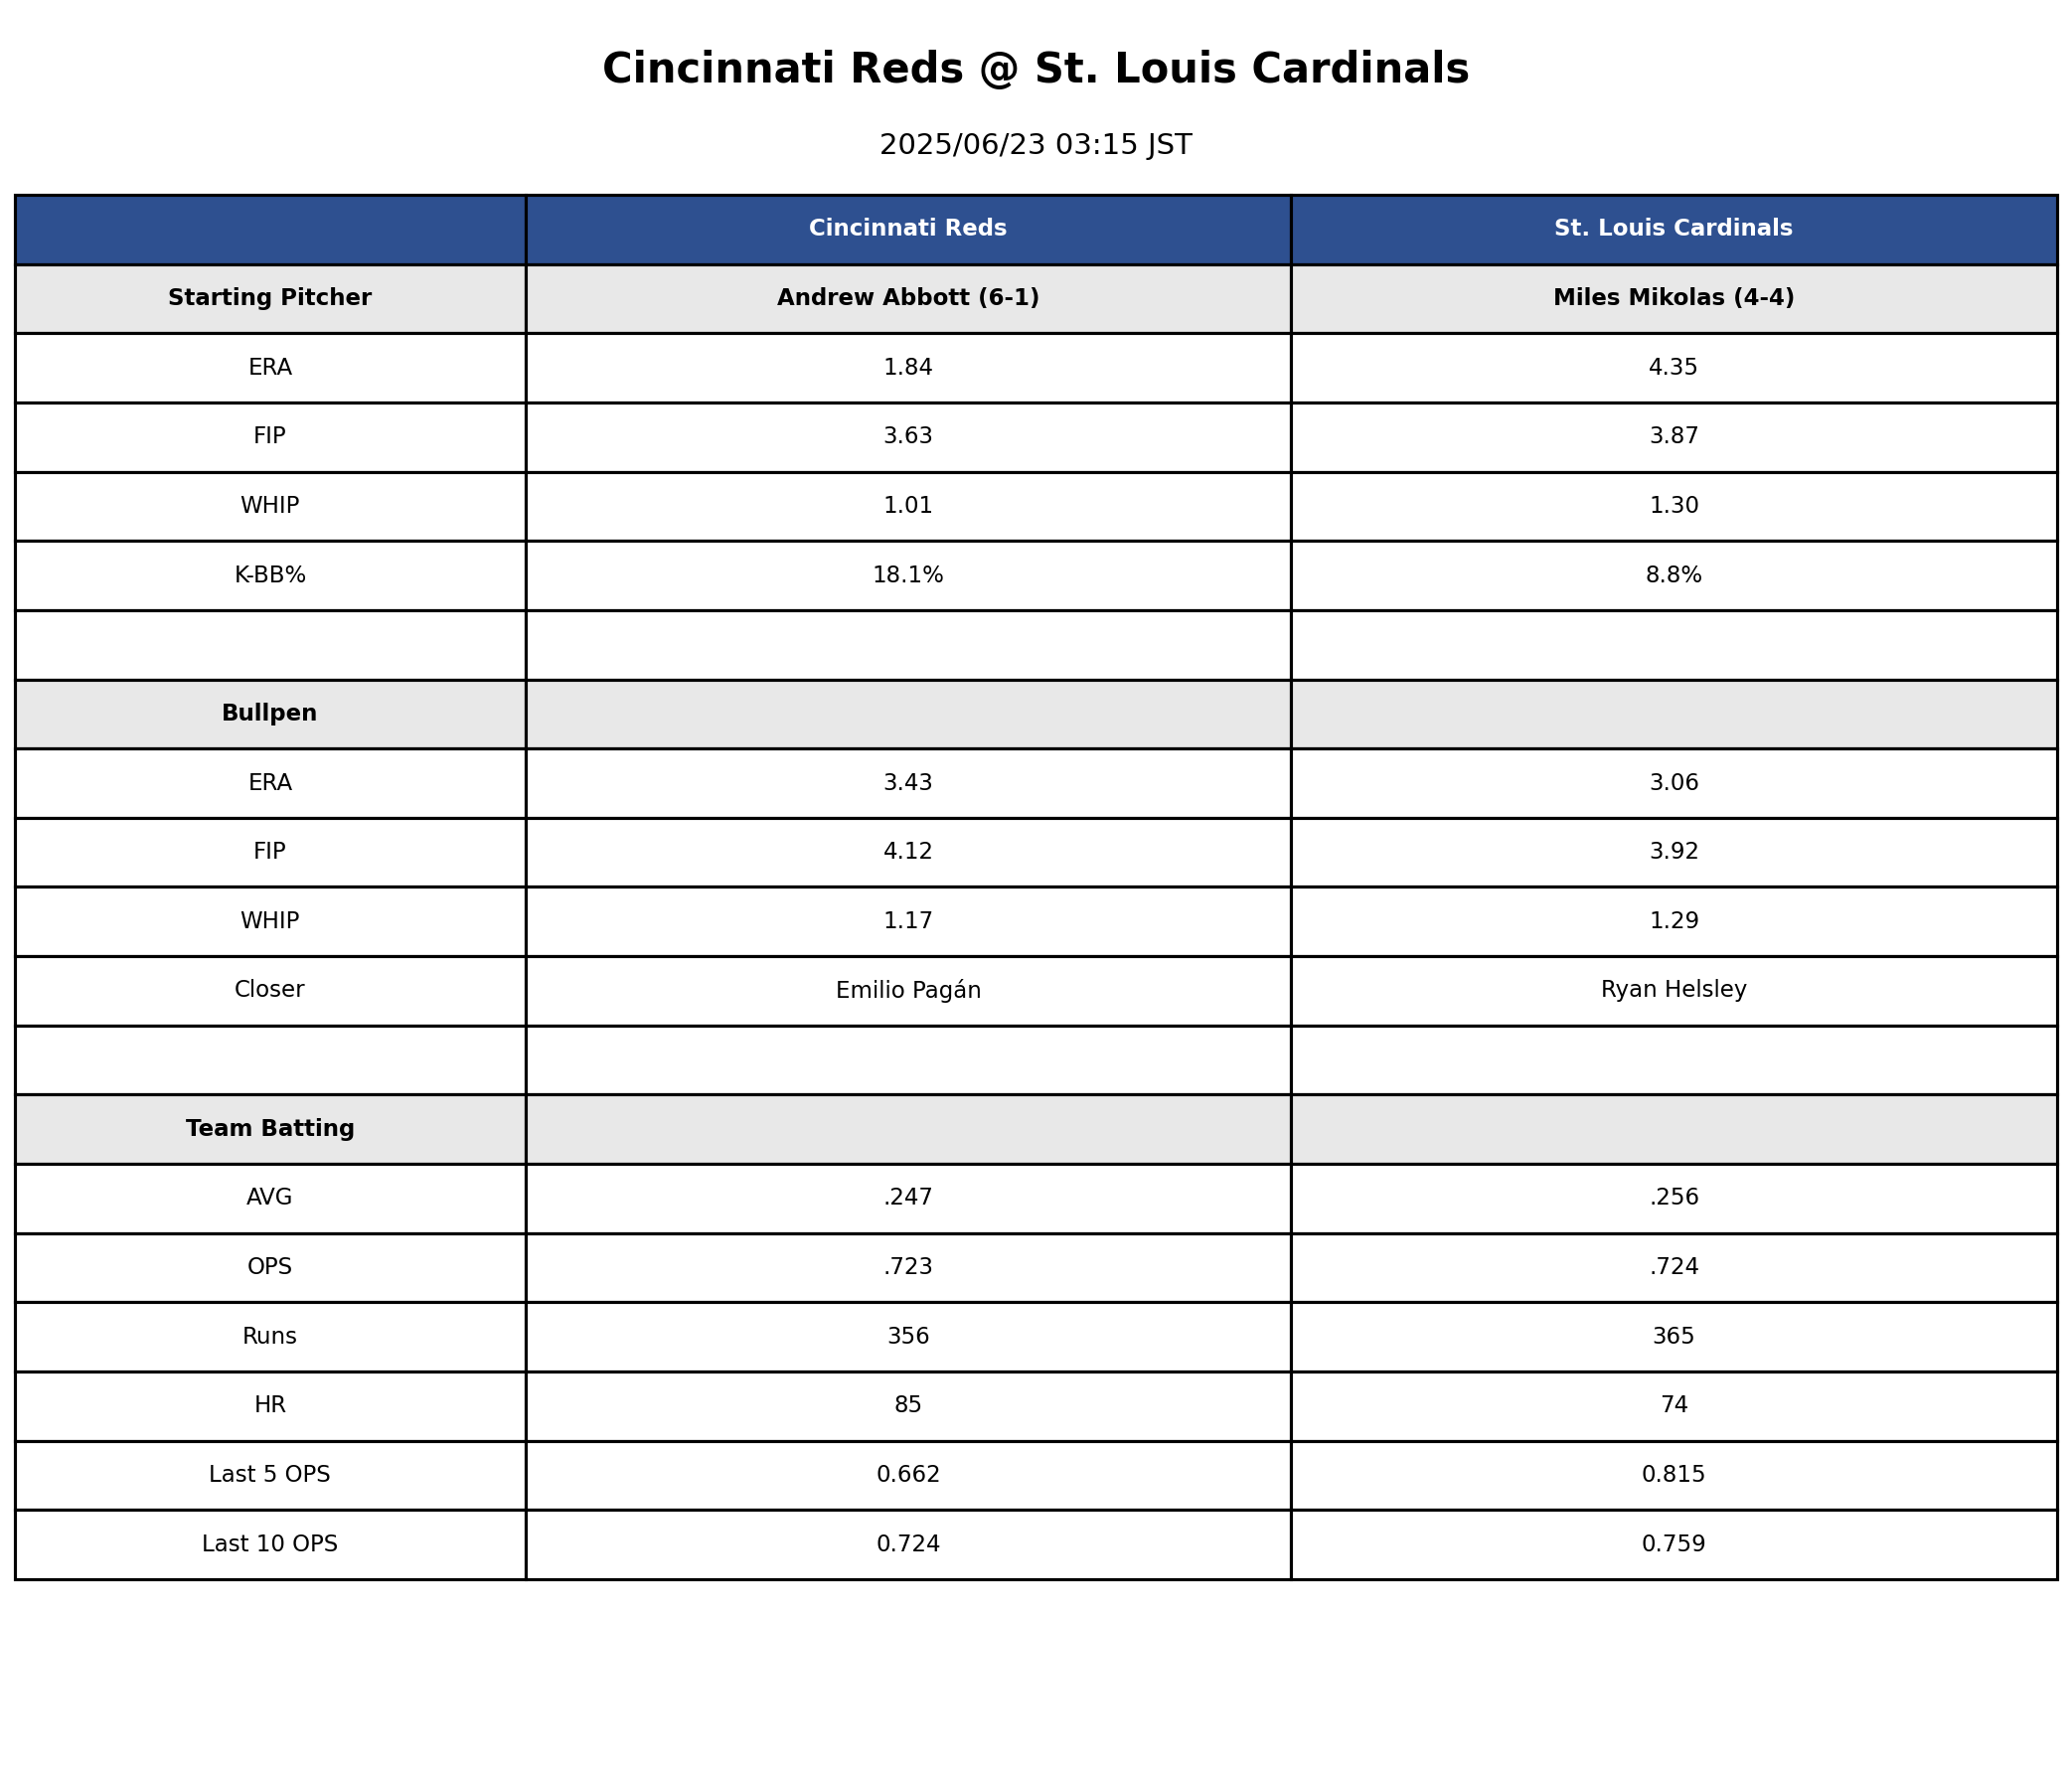 Cincinnati Reds @ St. Louis Cardinals
2025/06/23 03:15 JST
Cincinnati Reds St. Louis Cardinals
Starting Pitcher Andrew Abbott (6-1) Miles Mikolas (4-4)
ERA 1.84 4.35
FIP 3.63 3.87
WHIP 1.01 1.30
K-BB% 18.1% 8.8%
Bullpen
ERA 3.43 3.06
FIP 4.12 3.92
WHIP 1.17 1.29
Closer Emilio Pagán Ryan Helsley
Team Batting
AVG .247 .256
OPS .723 .724
Runs 356 365
HR 85 74
Last 5 OPS 0.662 0.815
Last 10 OPS 0.724 0.759